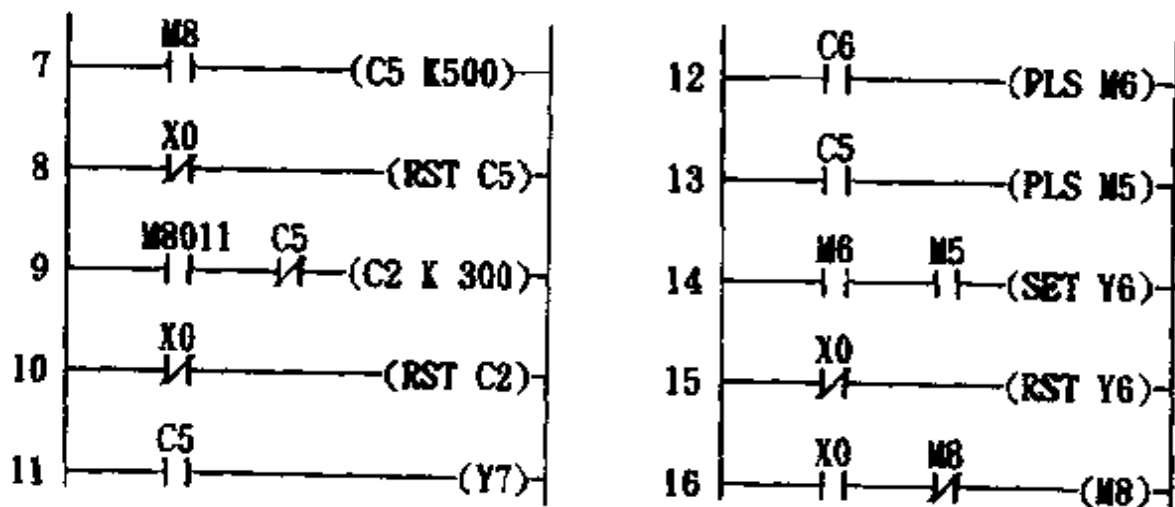 M8
7 (C5 K500)
X0
8 (RST C5)
M8011 C5
9 (C2 K 300)
X0
10 (RST C2)
C5
11 (Y7)
C6
12 (PLS M6)
C5
13 (PLS M5)
M6 M5
14 (SET Y6)
X0
15 (RST Y6)
X0 M8
16 (M8)